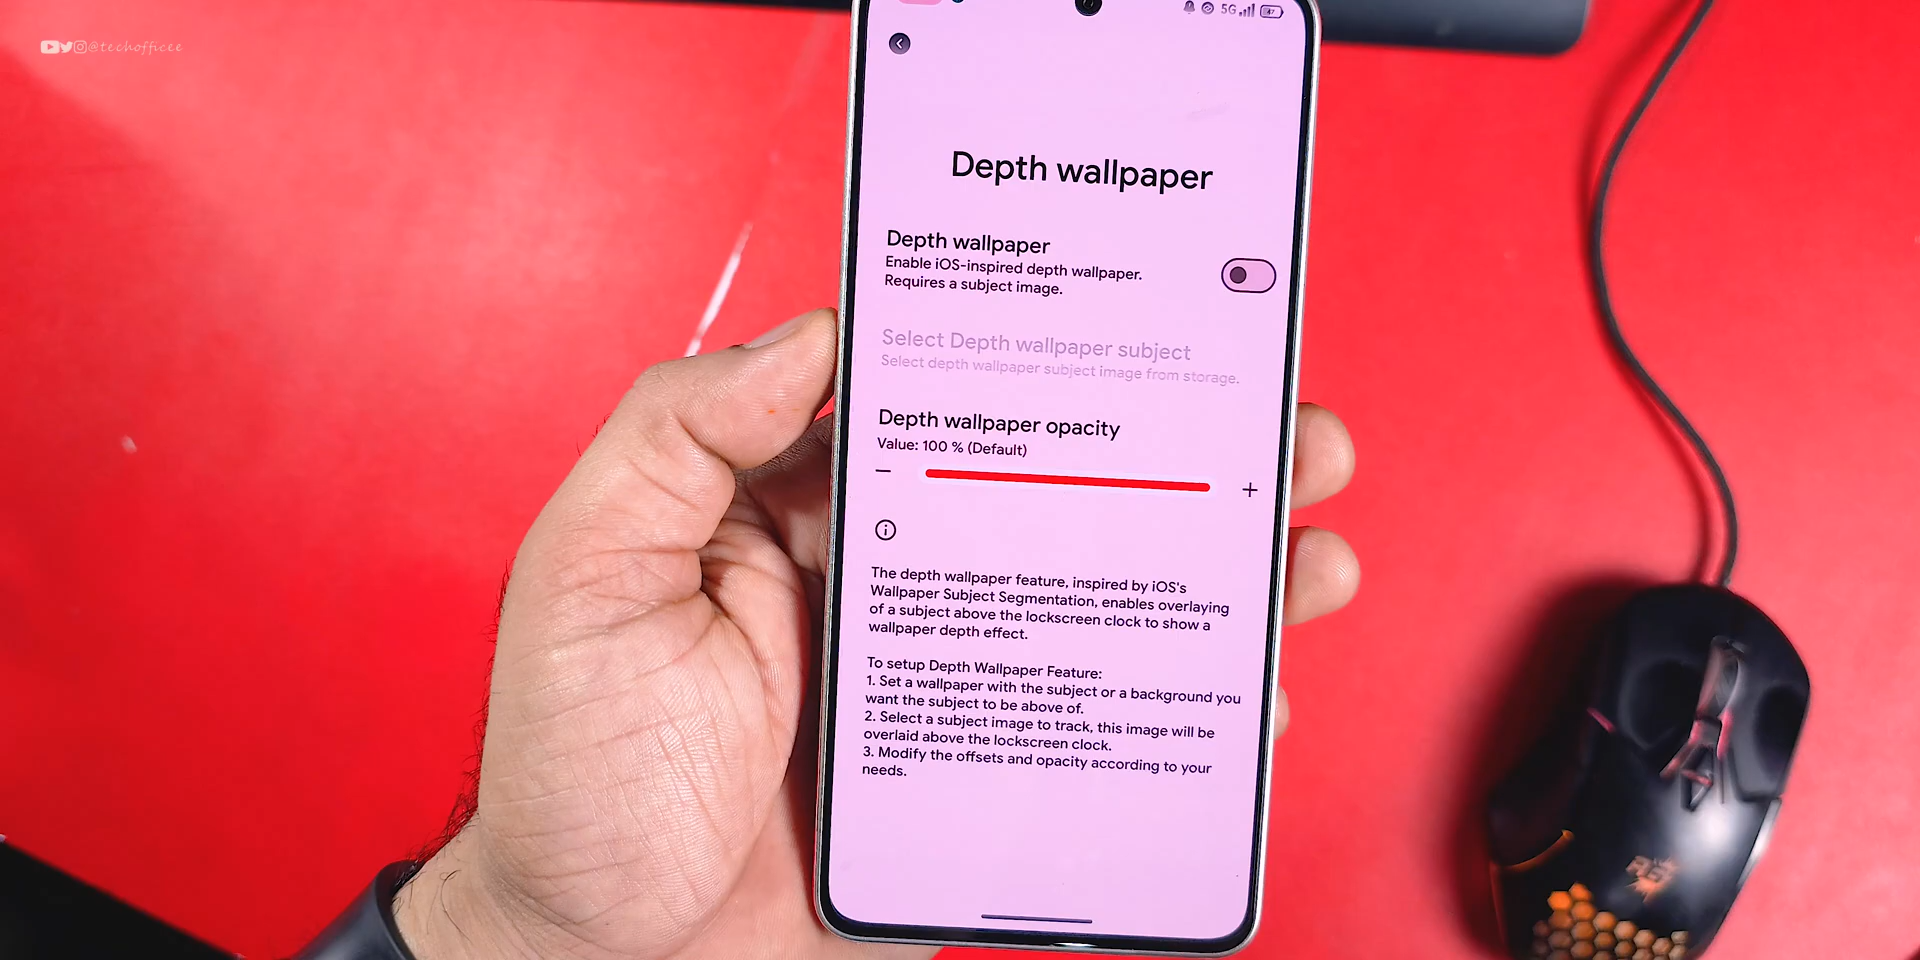 @techofficee
5G
47
Depth wallpaper
Depth wallpaper
Enable iOS-inspired depth wallpaper.
Requires a subject image.
Select Depth wallpaper subject
Select depth wallpaper subject image from storage.
Depth wallpaper opacity
Value: 100 % (Default)
The depth wallpaper feature, inspired by iOS's
Wallpaper Subject Segmentation, enables overlaying
of a subject above the lockscreen clock to show a
wallpaper depth effect.
To setup Depth Wallpaper Feature:
1. Set a wallpaper with the subject or a background you
want the subject to be above of.
2. Select a subject image to track, this image will be
overlaid above the lockscreen clock.
3. Modify the offsets and opacity according to your
needs.